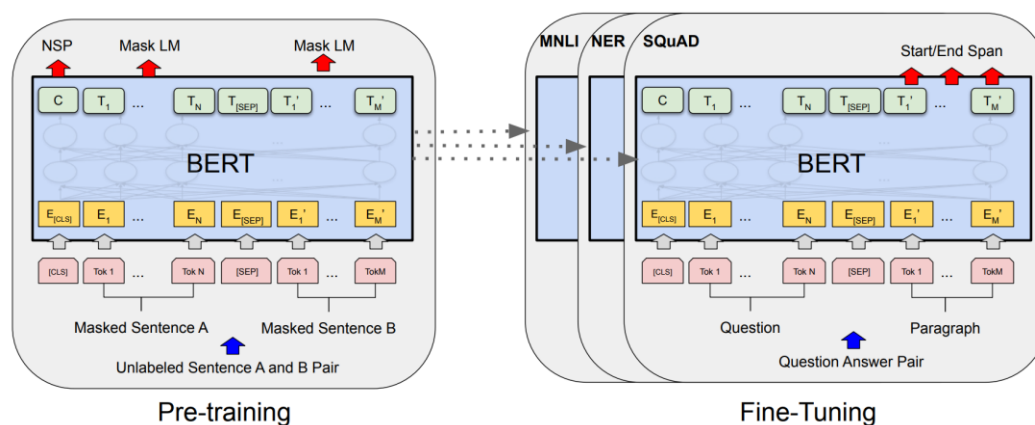 NSP Mask LM Mask LM
C T1 ... TN T[SEP] T1' ... TM'
BERT
E[CLS] E1 ... EN E[SEP] E1' ... EM'
[CLS] Tok 1 ... Tok N [SEP] Tok 1 ... TokM
Masked Sentence A Masked Sentence B
Unlabeled Sentence A and B Pair
Pre-training
MNLI NER SQuAD
Start/End Span
C T1 ... TN T[SEP] T1' ... TM'
BERT
E[CLS] E1 ... EN E[SEP] E1' ... EM'
[CLS] Tok 1 ... Tok N [SEP] Tok 1 ... TokM
Question Paragraph
Question Answer Pair
Fine-Tuning